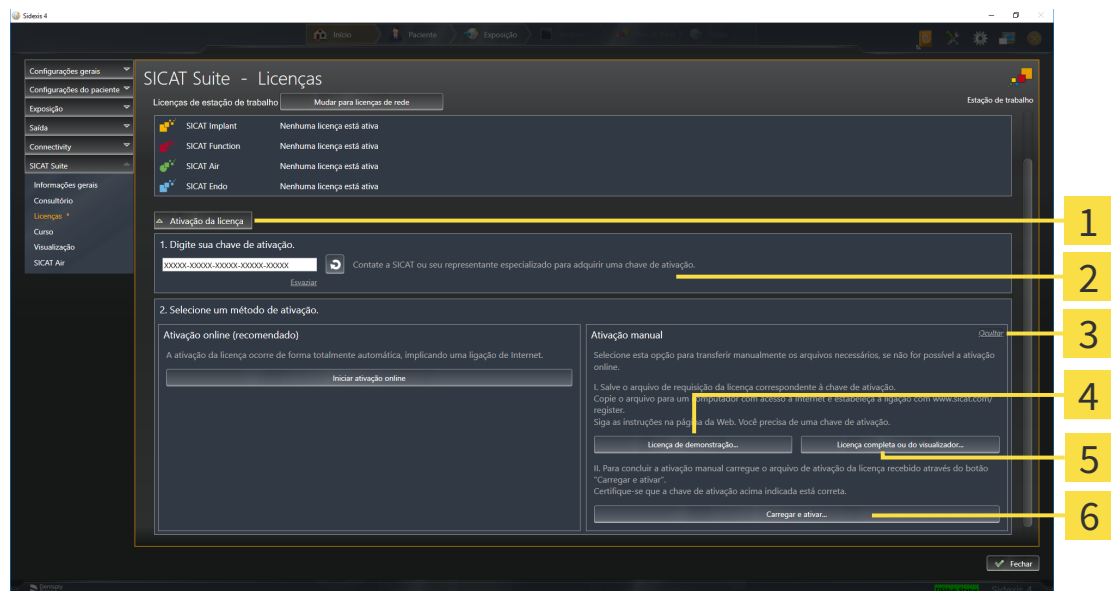 Sidexis 4
Início
Paciente
Exposição
Configurações gerais
Configurações do paciente
Exposição
Saída
Connectivity
SICAT Suite
Informações gerais
Consultório
Licenças *
Curso
Visualização
SICAT Air
SICAT Suite - Licenças
Licenças de estação de trabalho
Mudar para licenças de rede
Estação de trabalho
SICAT Implant Nenhuma licença está ativa
SICAT Function Nenhuma licença está ativa
SICAT Air Nenhuma licença está ativa
SICAT Endo Nenhuma licença está ativa
Ativação da licença
1. Digite sua chave de ativação.
XXXXX-XXXXX-XXXXX-XXXXX-XXXXX
Contate a SICAT ou seu representante especializado para adquirir uma chave de ativação.
Esvaziar
2. Selecione um método de ativação.
Ativação online (recomendado)
A ativação da licença ocorre de forma totalmente automática, implicando uma ligação de Internet.
Iniciar ativação online
Ativação manual
Ocultar
Selecione esta opção para transferir manualmente os arquivos necessários, se não for possível a ativação
online.
I. Salve o arquivo de requisição da licença correspondente à chave de ativação.
Copie o arquivo para um computador com acesso à Internet e estabeleça a ligação com www.sicat.com/
register.
Siga as instruções na página da Web. Você precisa de uma chave de ativação.
Licença de demonstração...
Licença completa ou do visualizador...
II. Para concluir a ativação manual carregue o arquivo de ativação da licença recebido através do botão
"Carregar e ativar".
Certifique-se que a chave de ativação acima indicada está correta.
Carregar e ativar...
Fechar
Dentsply
Sidexis 4
1
2
3
4
5
6